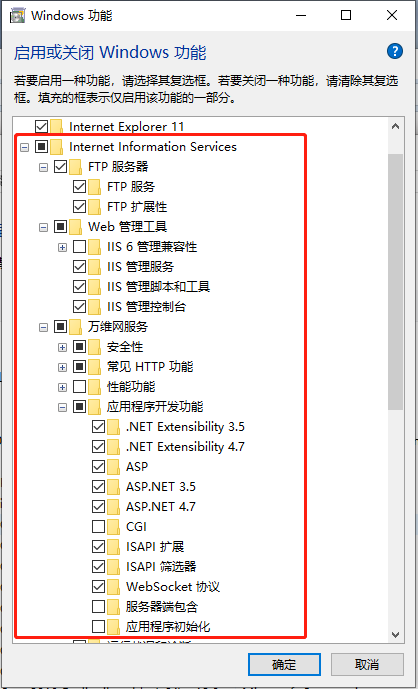 Windows 功能
启用或关闭 Windows 功能
?
若要启用一种功能，请选择其复选框。若要关闭一种功能，请清除其复选
框。填充的框表示仅启用该功能的一部分。
Internet Explorer 11
Internet Information Services
FTP 服务器
FTP 服务
FTP 扩展性
Web 管理工具
IIS 6 管理兼容性
IIS 管理服务
IIS 管理脚本和工具
IIS 管理控制台
万维网服务
安全性
常见 HTTP 功能
性能功能
应用程序开发功能
.NET Extensibility 3.5
.NET Extensibility 4.7
ASP
ASP.NET 3.5
ASP.NET 4.7
CGI
ISAPI 扩展
ISAPI 筛选器
WebSocket 协议
服务器端包含
应用程序初始化
确定
取消